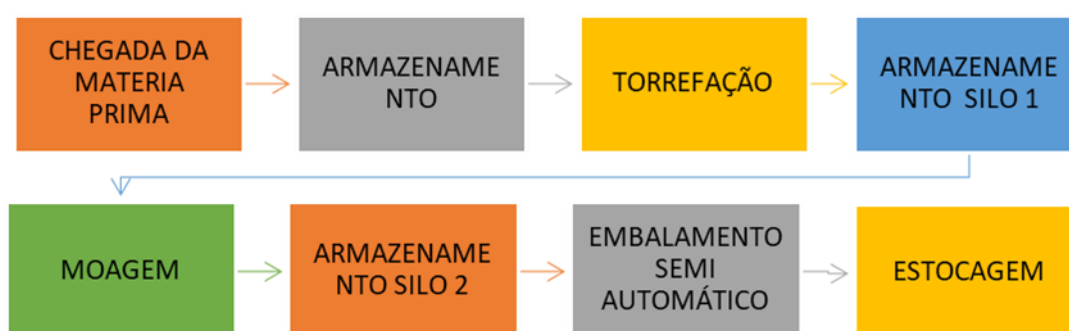 CHEGADA DA
MATERIA
PRIMA
ARMAZENAME
NTO
TORREFAÇÃO
ARMAZENAME
NTO SILO 1
MOAGEM
ARMAZENAME
NTO SILO 2
EMBALAMENTO
SEMI
AUTOMÁTICO
ESTOCAGEM